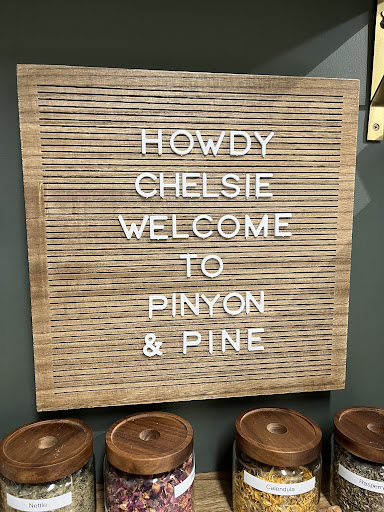 HOWDY
CHELSIE
WELCOME
TO
PINYON
& PINE
Nettle
Calendula